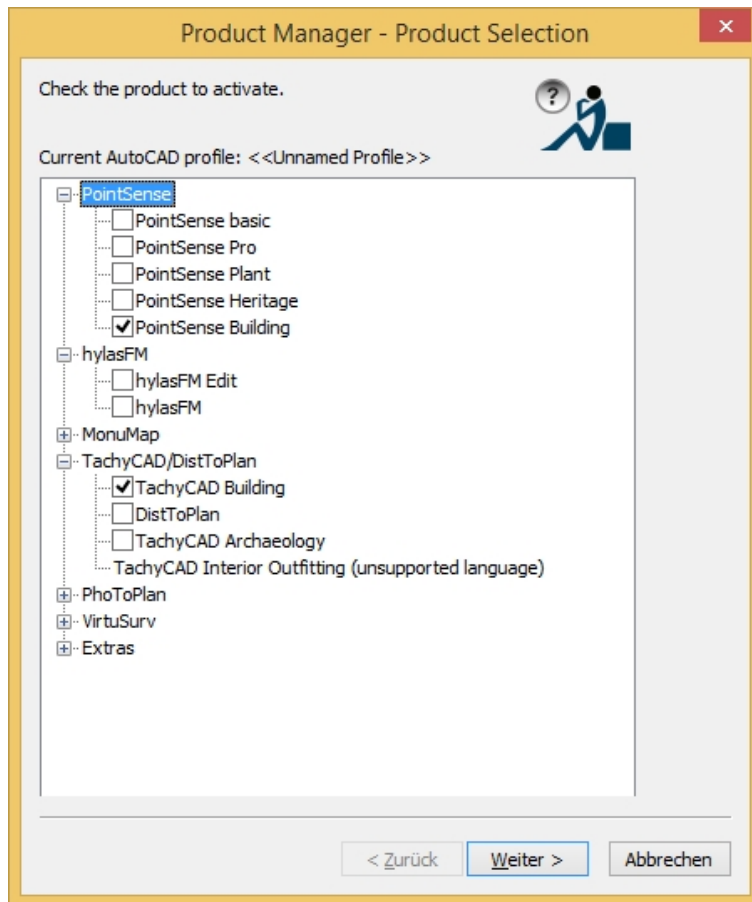 Product Manager - Product Selection
Check the product to activate.
?
Current AutoCAD profile: <<Unnamed Profile>>
PointSense
PointSense basic
PointSense Pro
PointSense Plant
PointSense Heritage
PointSense Building
hylasFM
hylasFM Edit
hylasFM
MonuMap
TachyCAD/DistToPlan
TachyCAD Building
DistToPlan
TachyCAD Archaeology
TachyCAD Interior Outfitting (unsupported language)
PhoToPlan
VirtuSurv
Extras
< Zurück Weiter > Abbrechen